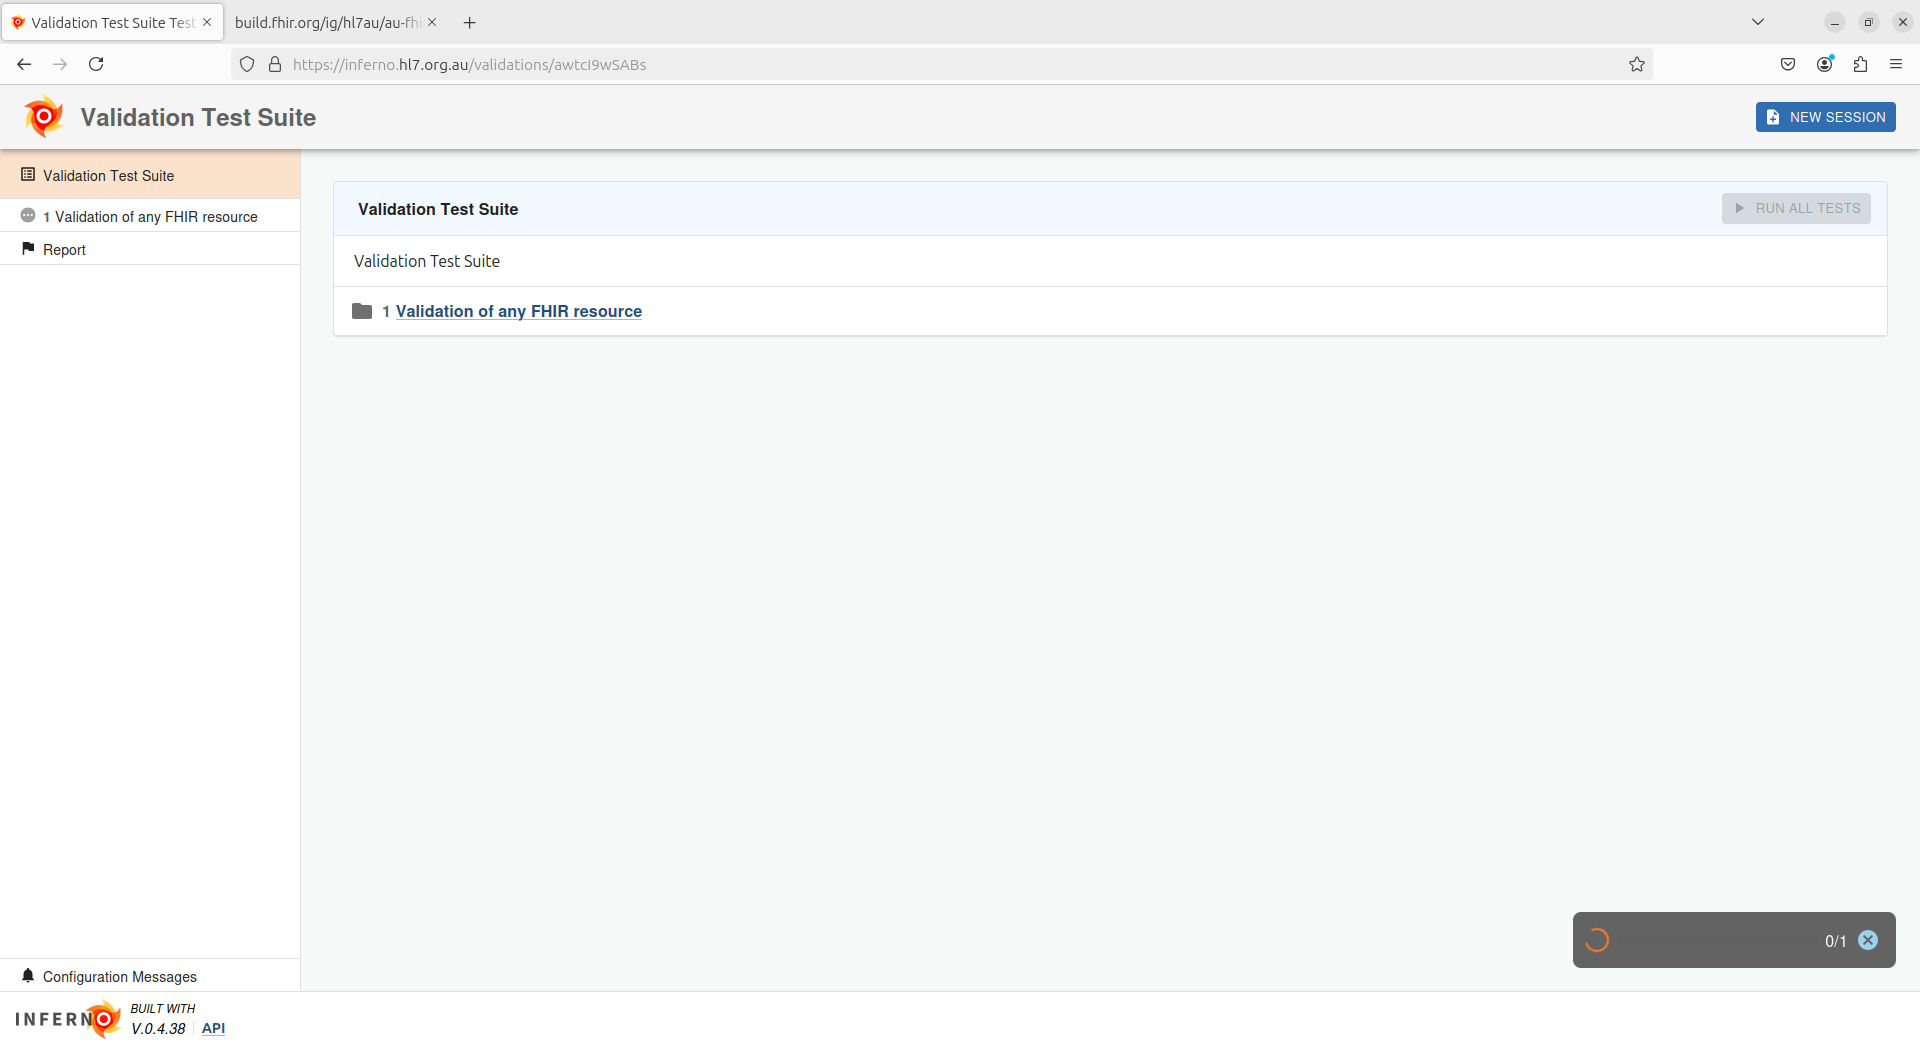 Validation Test Suite Test
build.fhir.org/ig/hl7au/au-fhi
https://inferno.hl7.org.au/validations/awtcI9wSABs
Validation Test Suite
NEW SESSION
Validation Test Suite
1 Validation of any FHIR resource
Report
Validation Test Suite
RUN ALL TESTS
Validation Test Suite
1 Validation of any FHIR resource
0/1
Configuration Messages
INFERNO
BUILT WITH
V.0.4.38
API